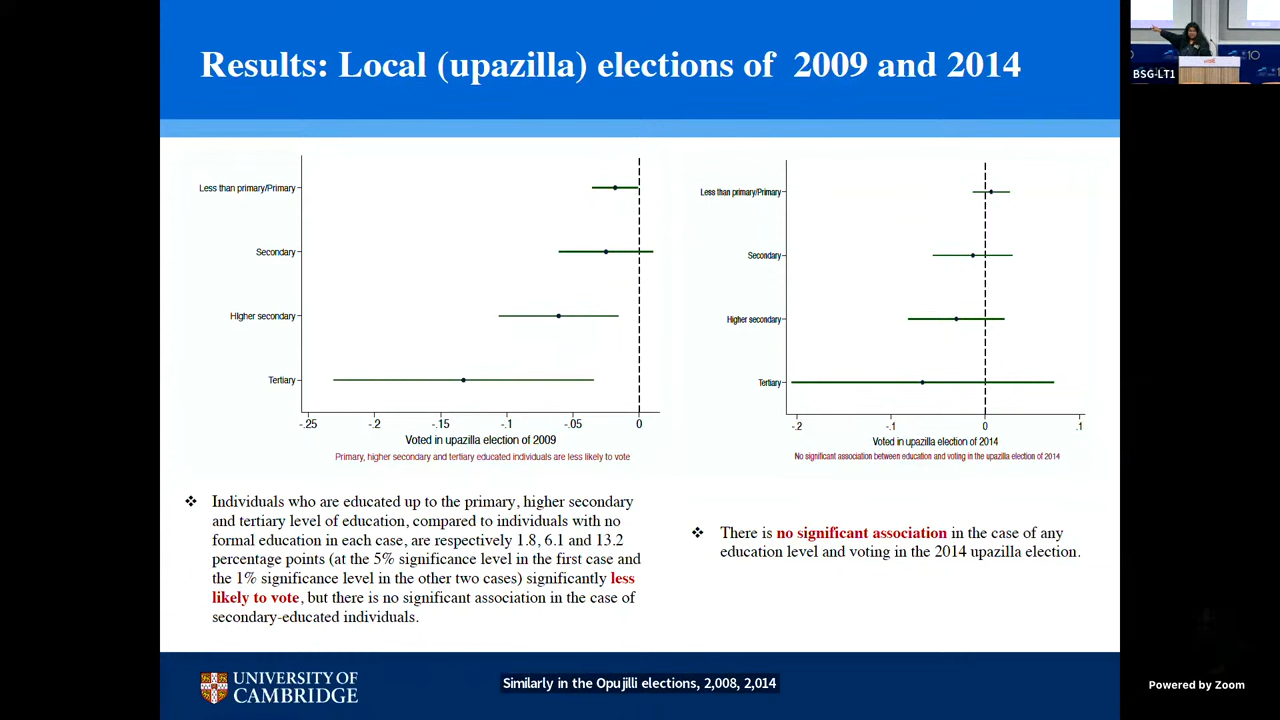 Results: Local (upazilla) elections of 2009 and 2014
BSG-LT1
Less than primary/Primary
Secondary
HIgher secondary
Tertiary
-.25 -.2 -.15 -.1 -.05 0
Voted in upazilla election of 2009
Primary, higher secondary and tertiary educated individuals are less likely to vote
Less than primary/Primary
Secondary
Higher secondary
Tertiary
-.2 -.1 0 .1
Voted in upazilla election of 2014
No significant association between education and voting in the upazilla election of 2014
❖ Individuals who are educated up to the primary, higher secondary
and tertiary level of education, compared to individuals with no
formal education in each case, are respectively 1.8, 6.1 and 13.2
percentage points (at the 5% significance level in the first case and
the 1% significance level in the other two cases) significantly less
likely to vote, but there is no significant association in the case of
secondary-educated individuals.
❖ There is no significant association in the case of any
education level and voting in the 2014 upazilla election.
UNIVERSITY OF
CAMBRIDGE
Similarly in the Opujilli elections, 2,008, 2,014
Powered by Zoom